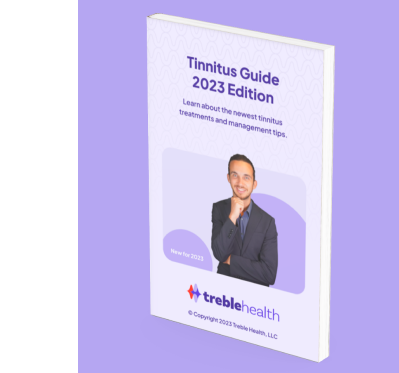 Tinnitus Guide
2023 Edition
Learn about the newest tinnitus
treatments and management tips.
New for 2023
treblehealth
© Copyright 2023 Treble Health, LLC